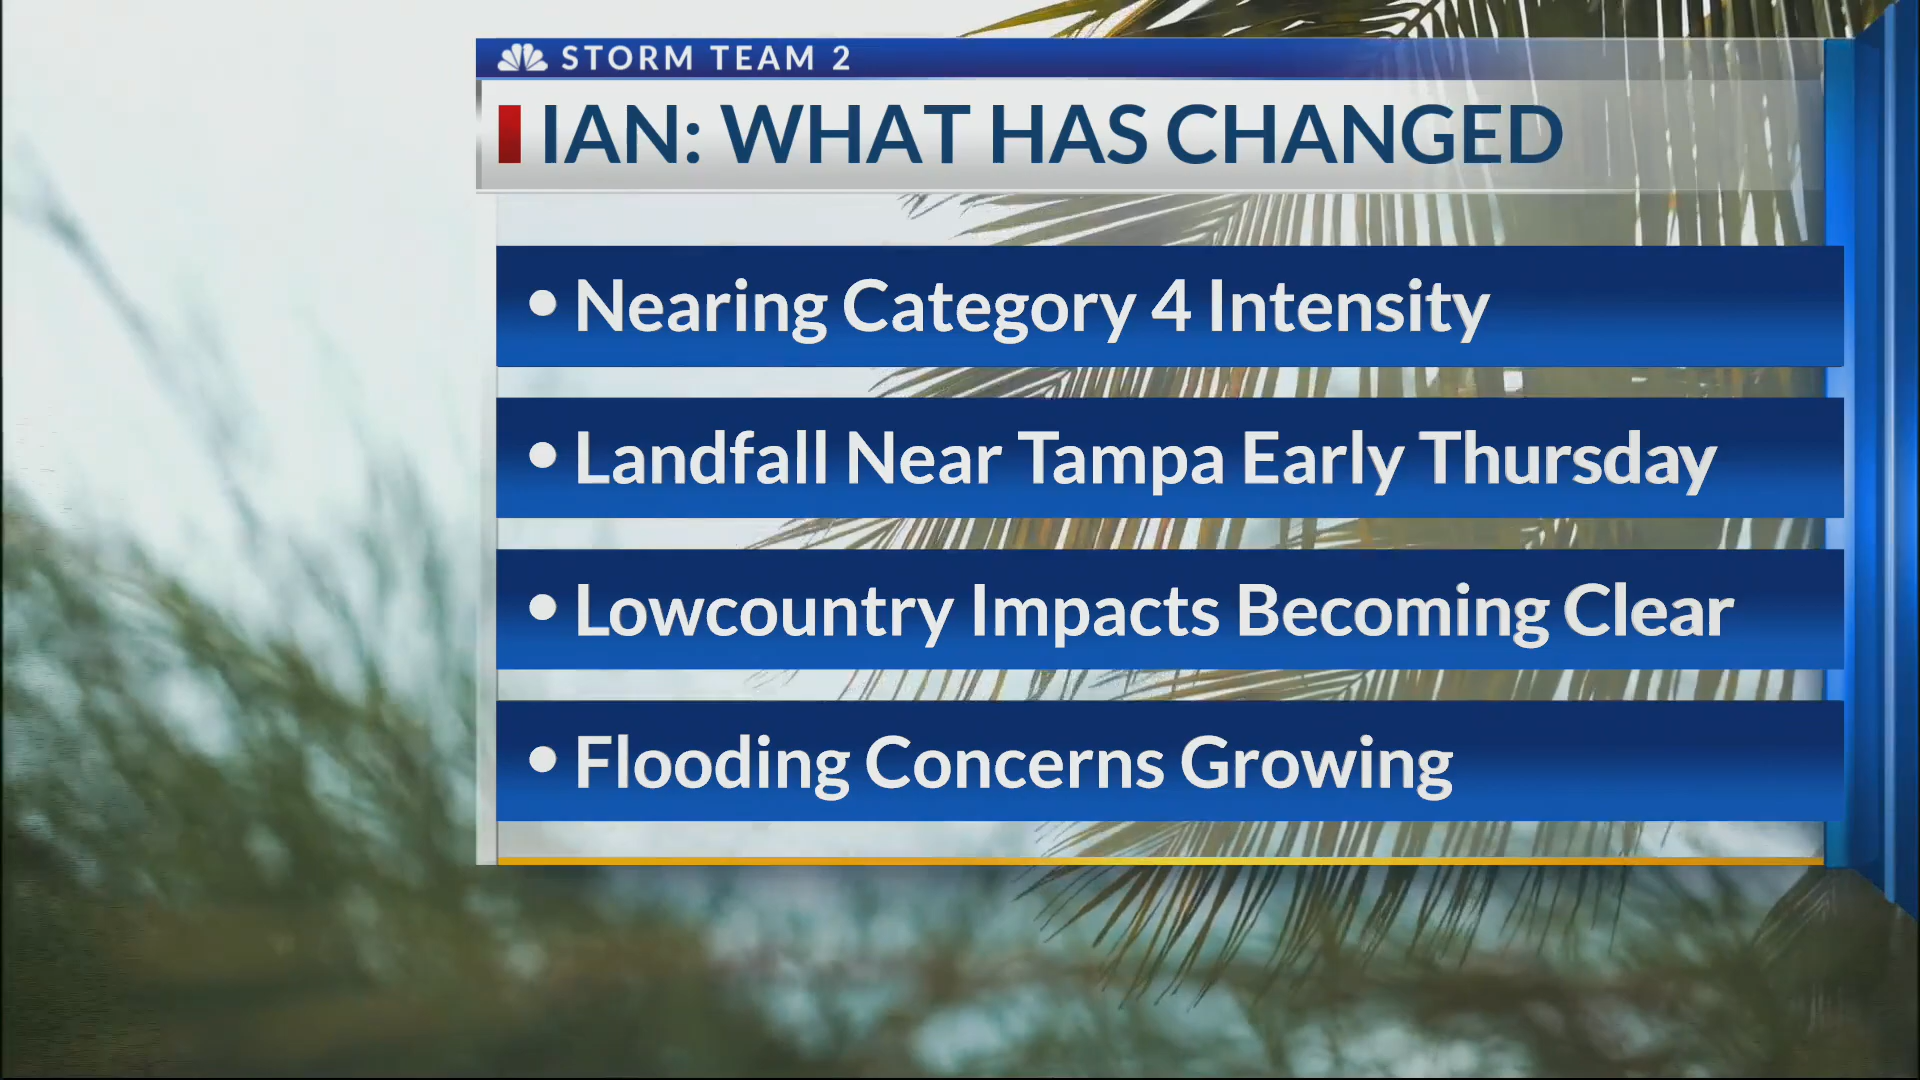 STORM TEAM 2
IAN: WHAT HAS CHANGED
• Nearing Category 4 Intensity
• Landfall Near Tampa Early Thursday
• Lowcountry Impacts Becoming Clear
• Flooding Concerns Growing